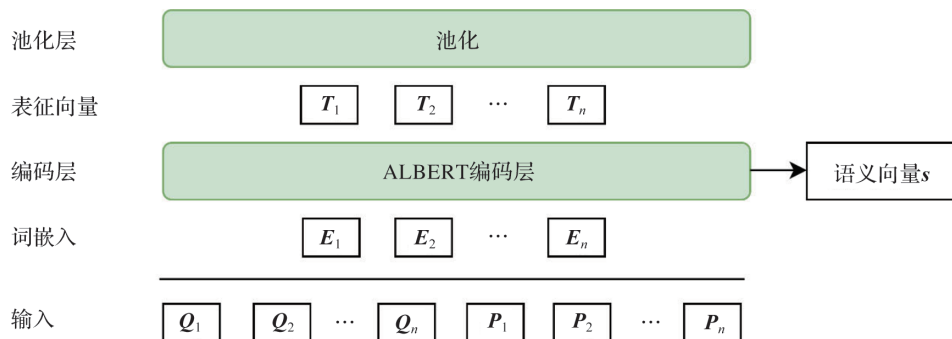 池化层 池化
表征向量 T1 T2 … Tn
编码层 ALBERT编码层 语义向量s
词嵌入 E1 E2 … En
输入 Q1 Q2 … Qn P1 P2 … Pn